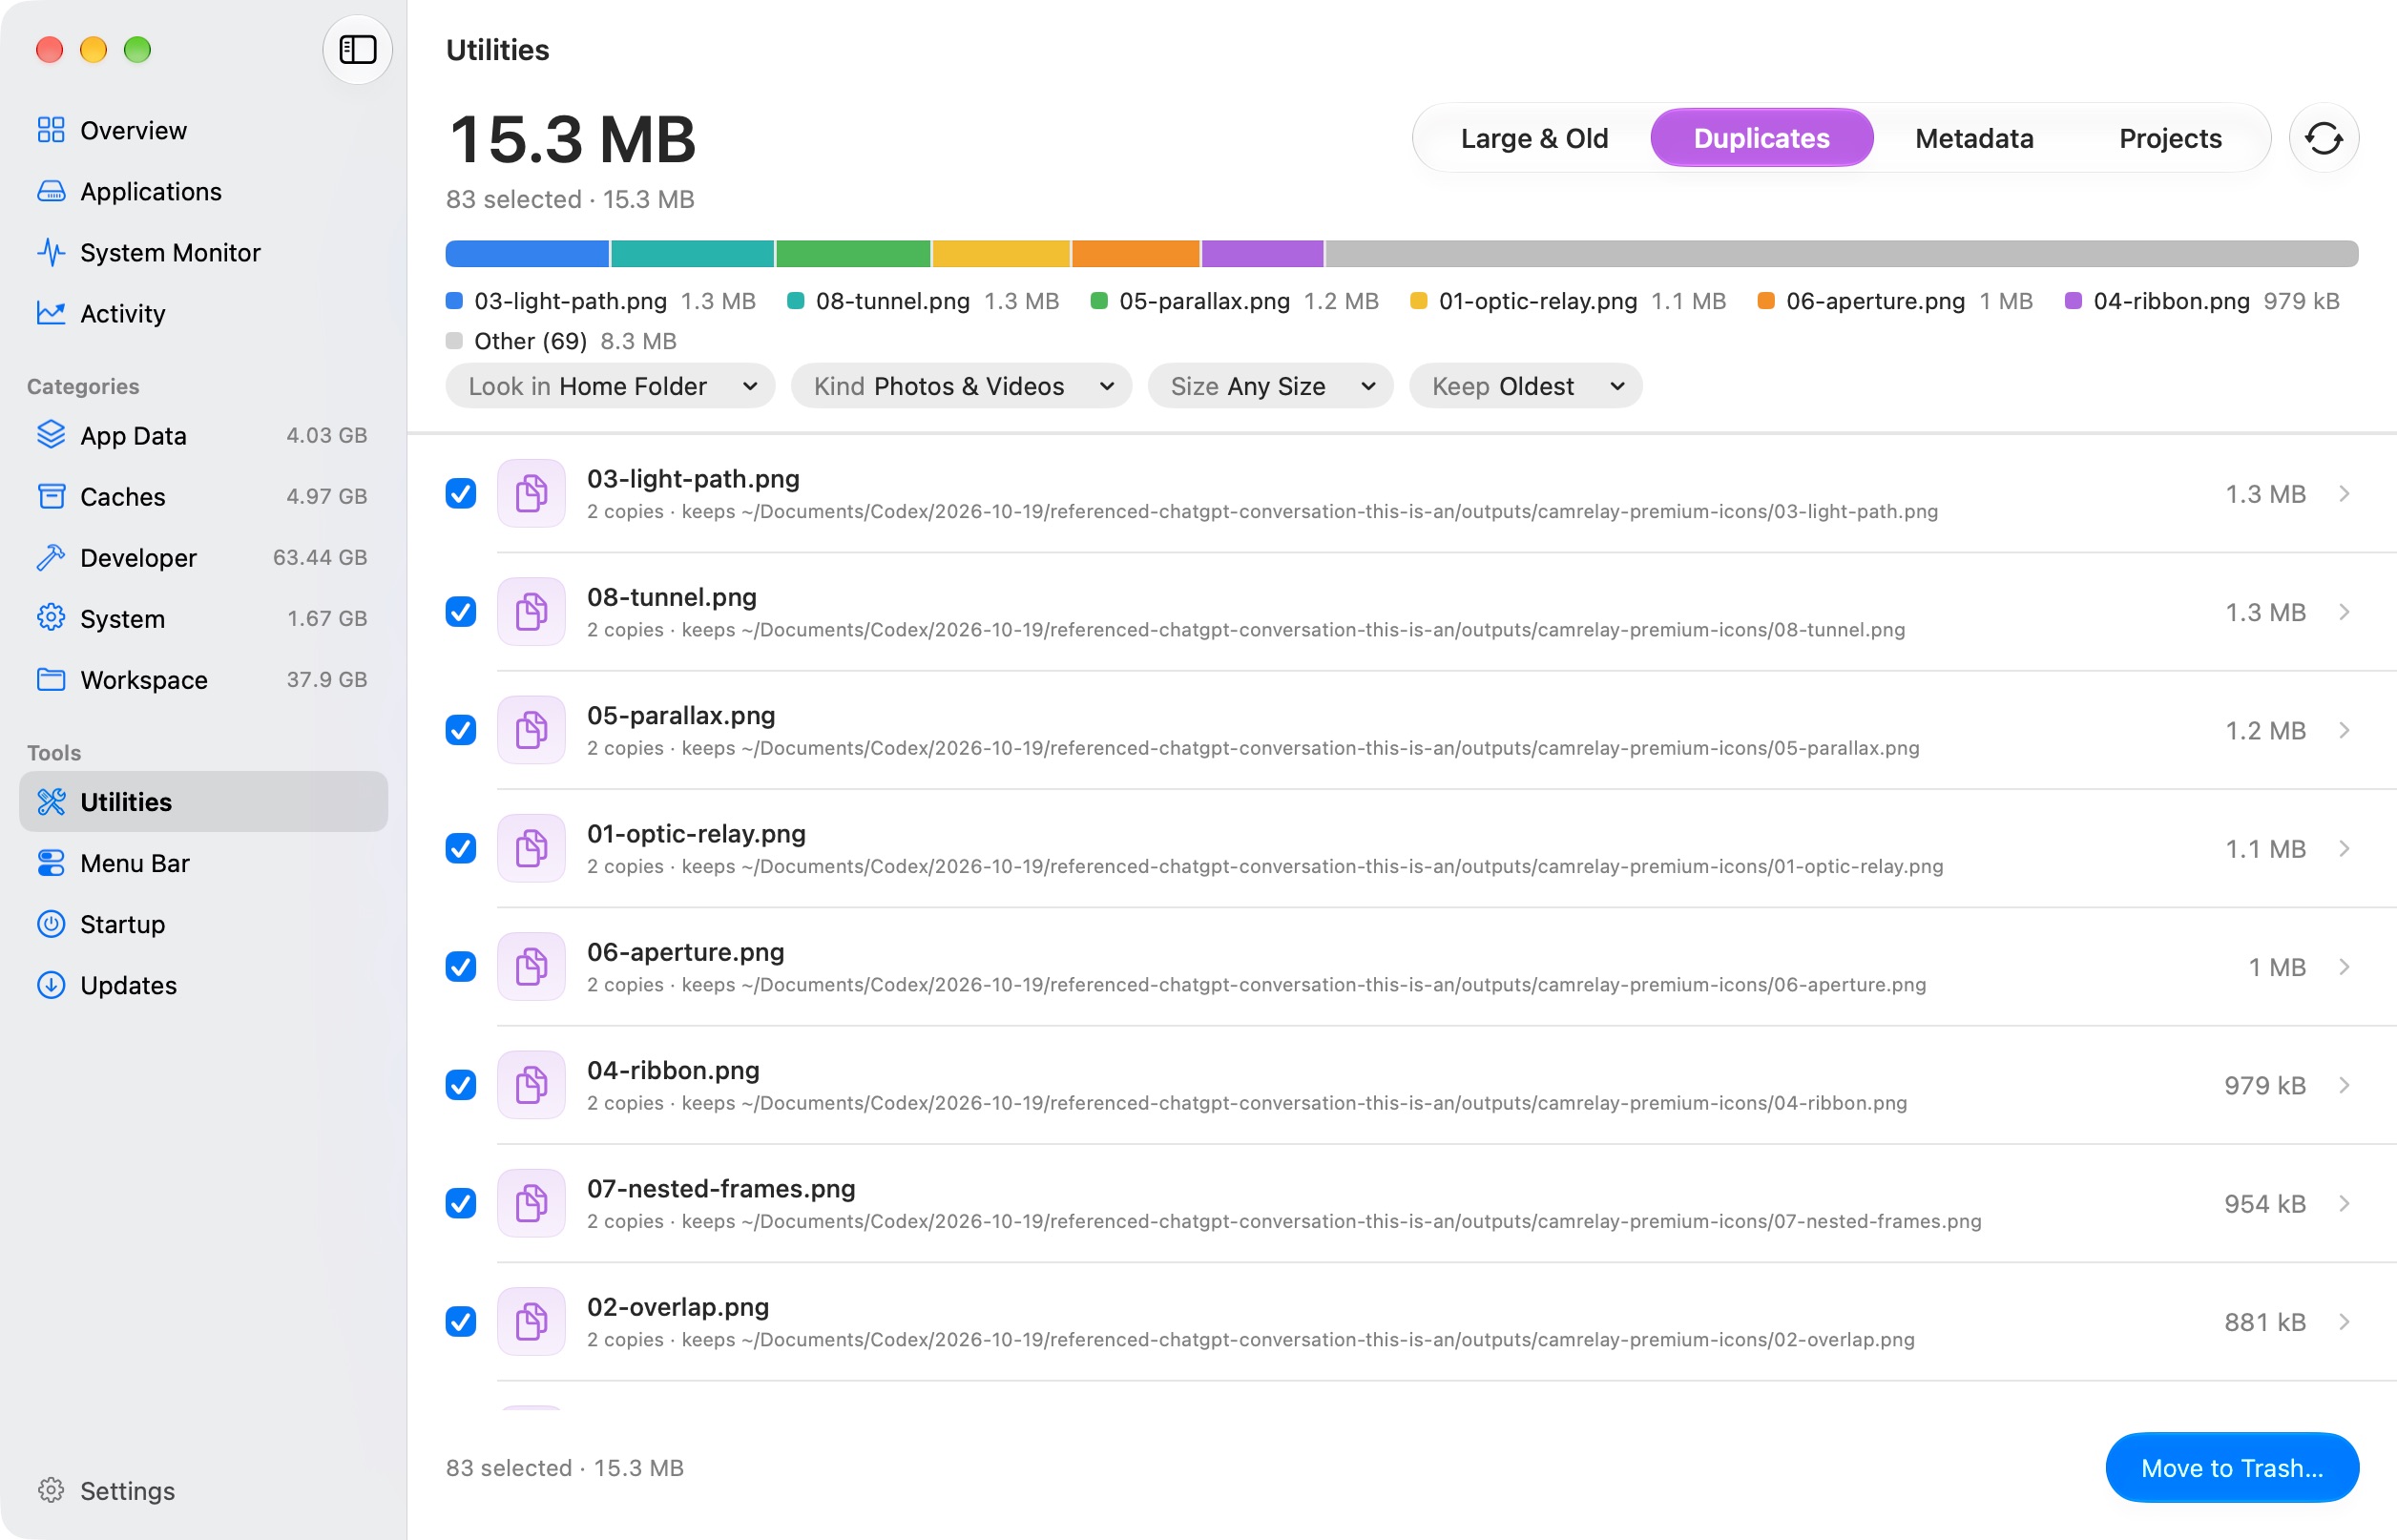 Utilities
Overview
Applications
System Monitor
Activity
Categories
App Data 4.03 GB
Caches 4.97 GB
Developer 63.44 GB
System 1.67 GB
Workspace 37.9 GB
Tools
Utilities
Menu Bar
Startup
Updates
Settings
15.3 MB
83 selected · 15.3 MB
Large & Old Duplicates Metadata Projects
03-light-path.png 1.3 MB 08-tunnel.png 1.3 MB 05-parallax.png 1.2 MB 01-optic-relay.png 1.1 MB 06-aperture.png 1 MB 04-ribbon.png 979 kB
Other (69) 8.3 MB
Look in Home Folder Kind Photos & Videos Size Any Size Keep Oldest
03-light-path.png
2 copies · keeps ~/Documents/Codex/2026-10-19/referenced-chatgpt-conversation-this-is-an/outputs/camrelay-premium-icons/03-light-path.png
1.3 MB
08-tunnel.png
2 copies · keeps ~/Documents/Codex/2026-10-19/referenced-chatgpt-conversation-this-is-an/outputs/camrelay-premium-icons/08-tunnel.png
1.3 MB
05-parallax.png
2 copies · keeps ~/Documents/Codex/2026-10-19/referenced-chatgpt-conversation-this-is-an/outputs/camrelay-premium-icons/05-parallax.png
1.2 MB
01-optic-relay.png
2 copies · keeps ~/Documents/Codex/2026-10-19/referenced-chatgpt-conversation-this-is-an/outputs/camrelay-premium-icons/01-optic-relay.png
1.1 MB
06-aperture.png
2 copies · keeps ~/Documents/Codex/2026-10-19/referenced-chatgpt-conversation-this-is-an/outputs/camrelay-premium-icons/06-aperture.png
1 MB
04-ribbon.png
2 copies · keeps ~/Documents/Codex/2026-10-19/referenced-chatgpt-conversation-this-is-an/outputs/camrelay-premium-icons/04-ribbon.png
979 kB
07-nested-frames.png
2 copies · keeps ~/Documents/Codex/2026-10-19/referenced-chatgpt-conversation-this-is-an/outputs/camrelay-premium-icons/07-nested-frames.png
954 kB
02-overlap.png
2 copies · keeps ~/Documents/Codex/2026-10-19/referenced-chatgpt-conversation-this-is-an/outputs/camrelay-premium-icons/02-overlap.png
881 kB
83 selected · 15.3 MB
Move to Trash...